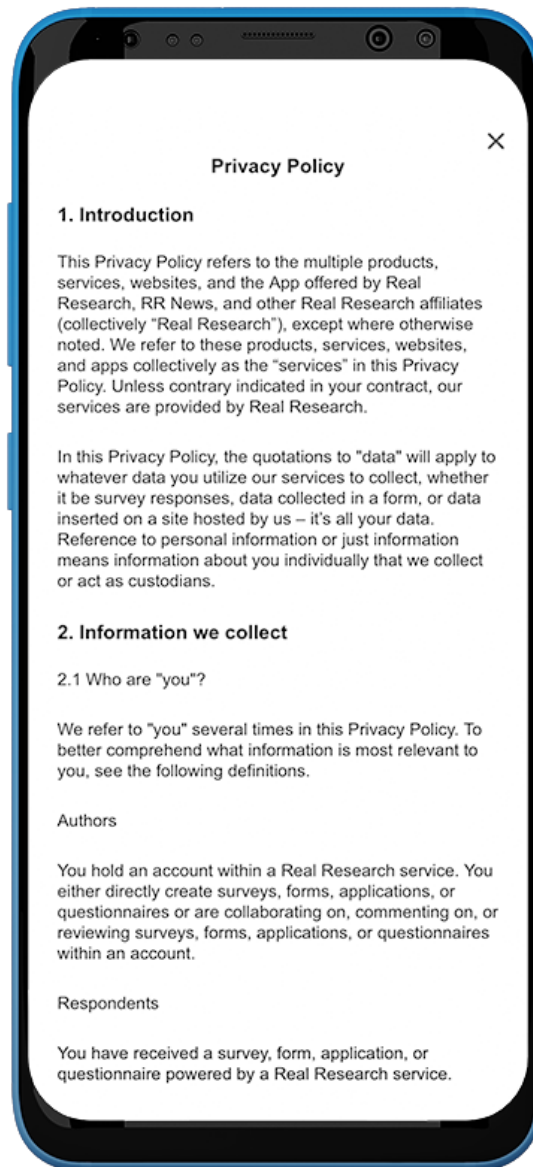 Privacy Policy
1. Introduction
This Privacy Policy refers to the multiple products,
services, websites, and the App offered by Real
Research, RR News, and other Real Research affiliates
(collectively “Real Research”), except where otherwise
noted. We refer to these products, services, websites,
and apps collectively as the “services” in this Privacy
Policy. Unless contrary indicated in your contract, our
services are provided by Real Research.
In this Privacy Policy, the quotations to "data" will apply to
whatever data you utilize our services to collect, whether
it be survey responses, data collected in a form, or data
inserted on a site hosted by us – it’s all your data.
Reference to personal information or just information
means information about you individually that we collect
or act as custodians.
2. Information we collect
2.1 Who are "you"?
We refer to "you" several times in this Privacy Policy. To
better comprehend what information is most relevant to
you, see the following definitions.
Authors
You hold an account within a Real Research service. You
either directly create surveys, forms, applications, or
questionnaires or are collaborating on, commenting on, or
reviewing surveys, forms, applications, or questionnaires
within an account.
Respondents
You have received a survey, form, application, or
questionnaire powered by a Real Research service.